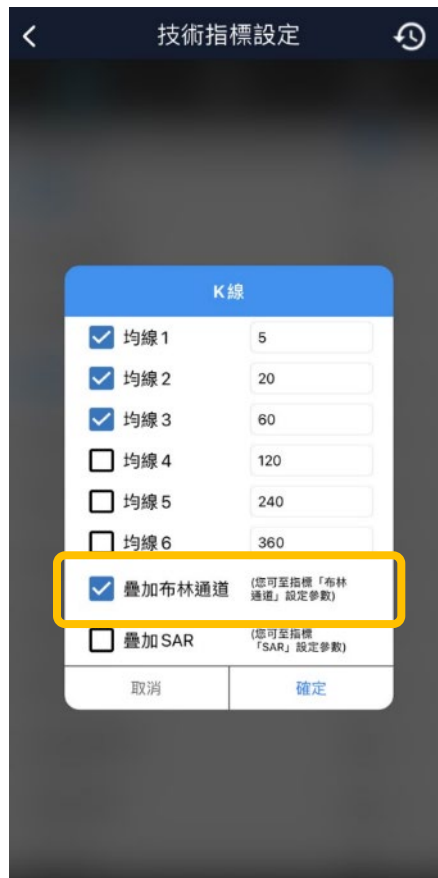 技術指標設定
K線
均線1 5
均線2 20
均線3 60
均線4 120
均線5 240
均線6 360
疊加布林通道 (您可至指標「布林
通道」設定參數)
疊加SAR (您可至指標
「SAR」設定參數)
取消 確定